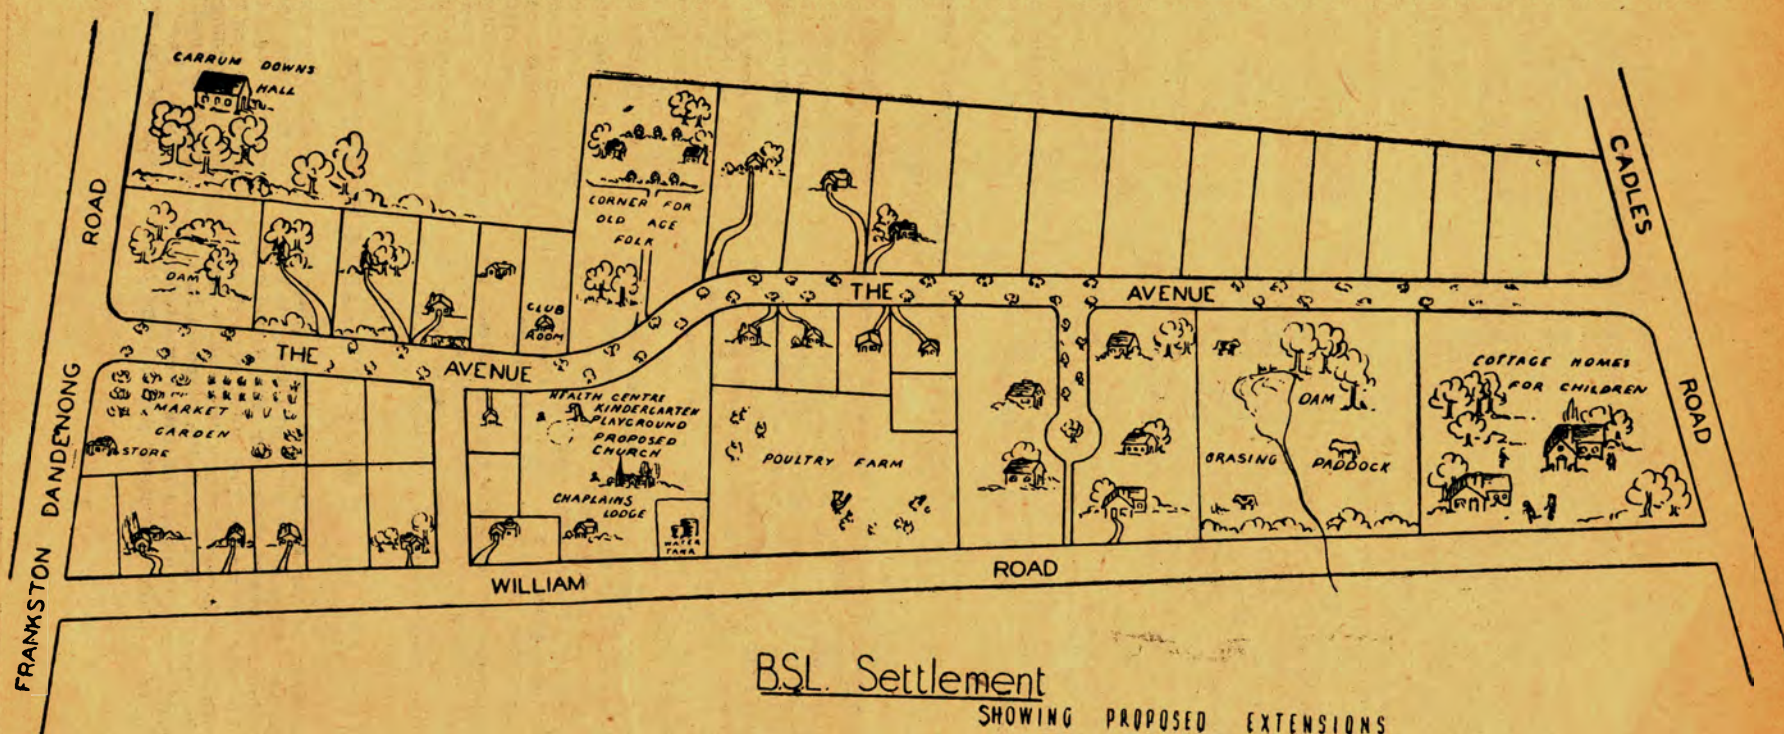 CARRUM DOWNS
HALL
ROAD
DAM
CLUB
ROOM
CORNER FOR
OLD AGE
FOLK
CADLES
ROAD
THE
AVENUE
THE
AVENUE
FRANKSTON DANDENONG
MARKET
GARDEN
STORE
HEALTH CENTRE
KINDERGARTEN
PLAYGROUND
PROPOSED
CHURCH
CHAPLAINS
LODGE
WATER
TANK
POULTRY FARM
DAM
GRASING PADDOCK
COTTAGE HOMES
FOR CHILDREN
WILLIAM
ROAD
B.S.L. Settlement
SHOWING PROPOSED EXTENSIONS